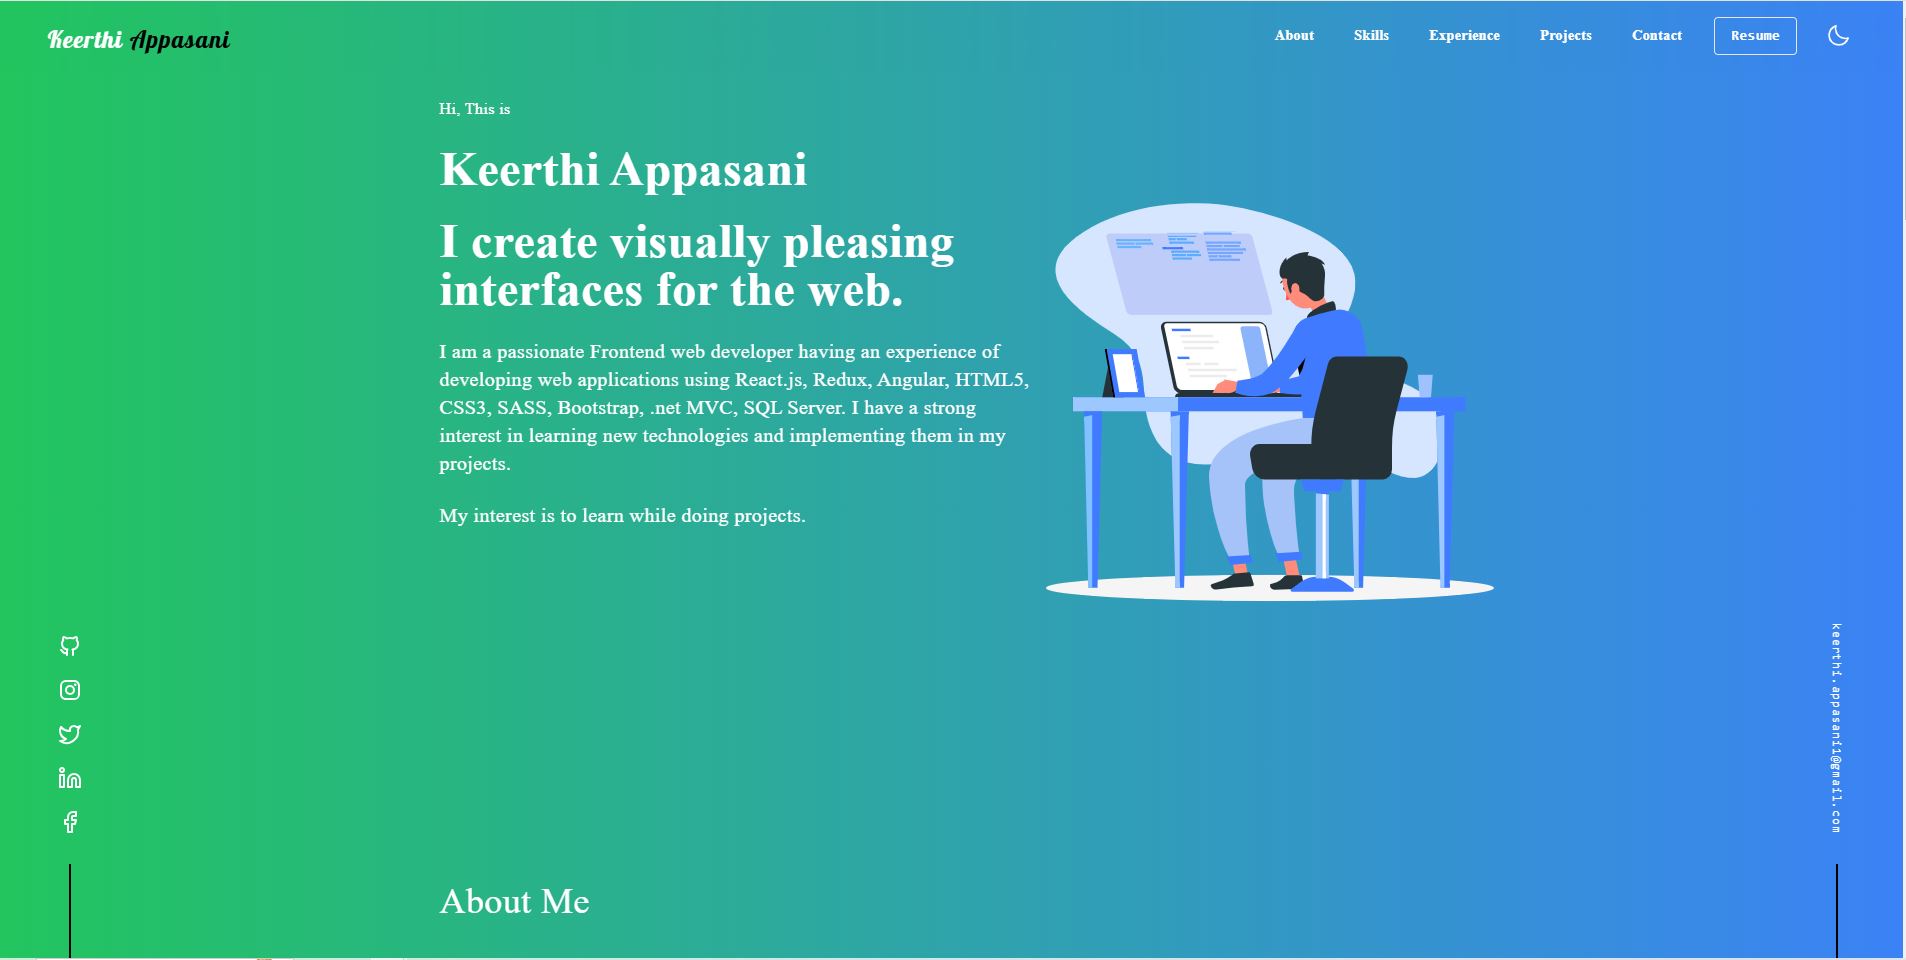 Keerthi Appasani
About Skills Experience Projects Contact Resume
Hi, This is
Keerthi Appasani
I create visually pleasing
interfaces for the web.
I am a passionate Frontend web developer having an experience of
developing web applications using React.js, Redux, Angular, HTML5,
CSS3, SASS, Bootstrap, .net MVC, SQL Server. I have a strong
interest in learning new technologies and implementing them in my
projects.
My interest is to learn while doing projects.
keerthi.appasani1@gmail.com
About Me